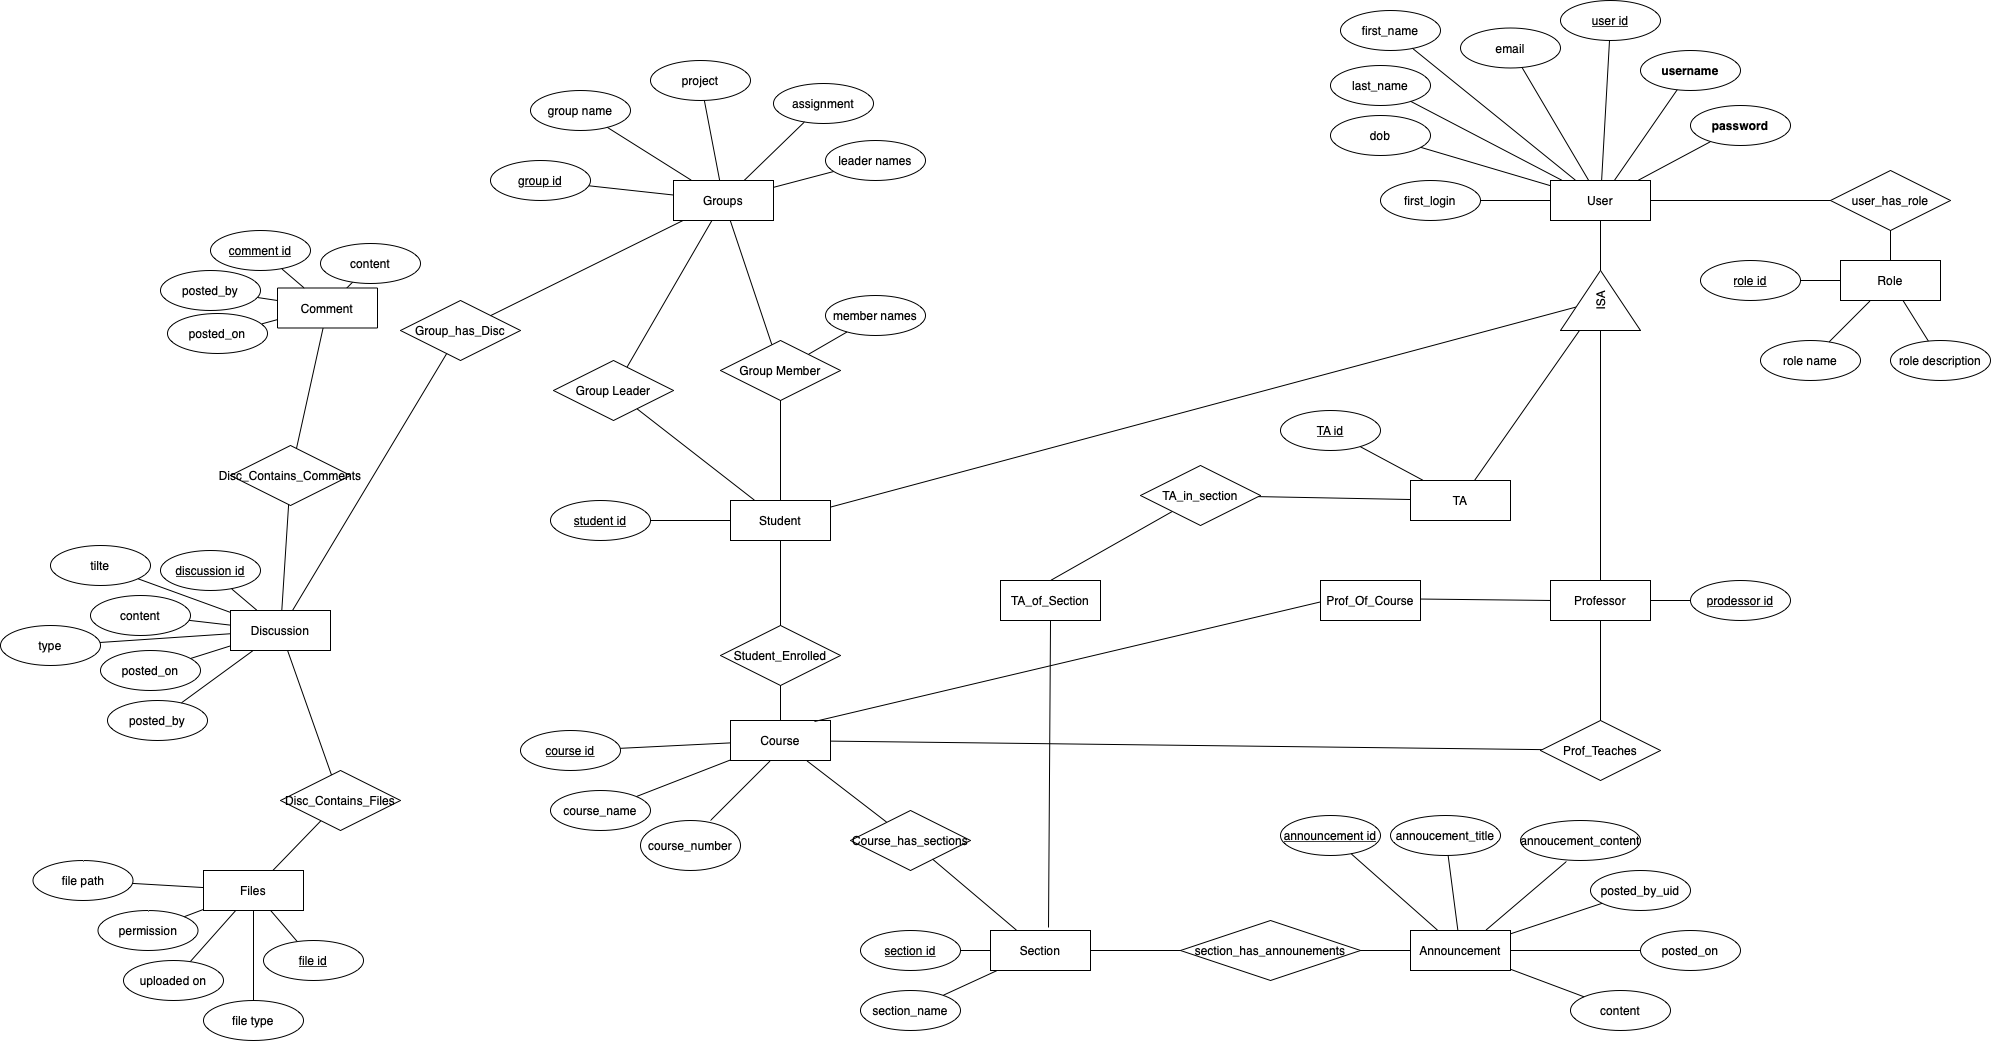 user id
first_name
email
username
project
last_name
assignment
group name
password
dob
leader names
group id
Groups
first_login
User
user_has_role
comment id
content
posted_by
role id
Role
ISA
Comment
member names
posted_on
Group_has_Disc
role name
role description
Group Member
Group Leader
TA id
Disc_Contains_Comments
TA_in_section
TA
student id
Student
tilte
discussion id
TA_of_Section
Prof_Of_Course
Professor
prodessor id
content
Discussion
type
Student_Enrolled
posted_on
posted_by
Course
course id
Prof_Teaches
Disc_Contains_Files
course_name
annoucement id
annoucement_title
annoucement_content
Course_has_sections
course_number
file path
Files
posted_by_uid
permission
section id
Section
section_has_announements
Announcement
posted_on
file id
uploaded on
section_name
content
file type